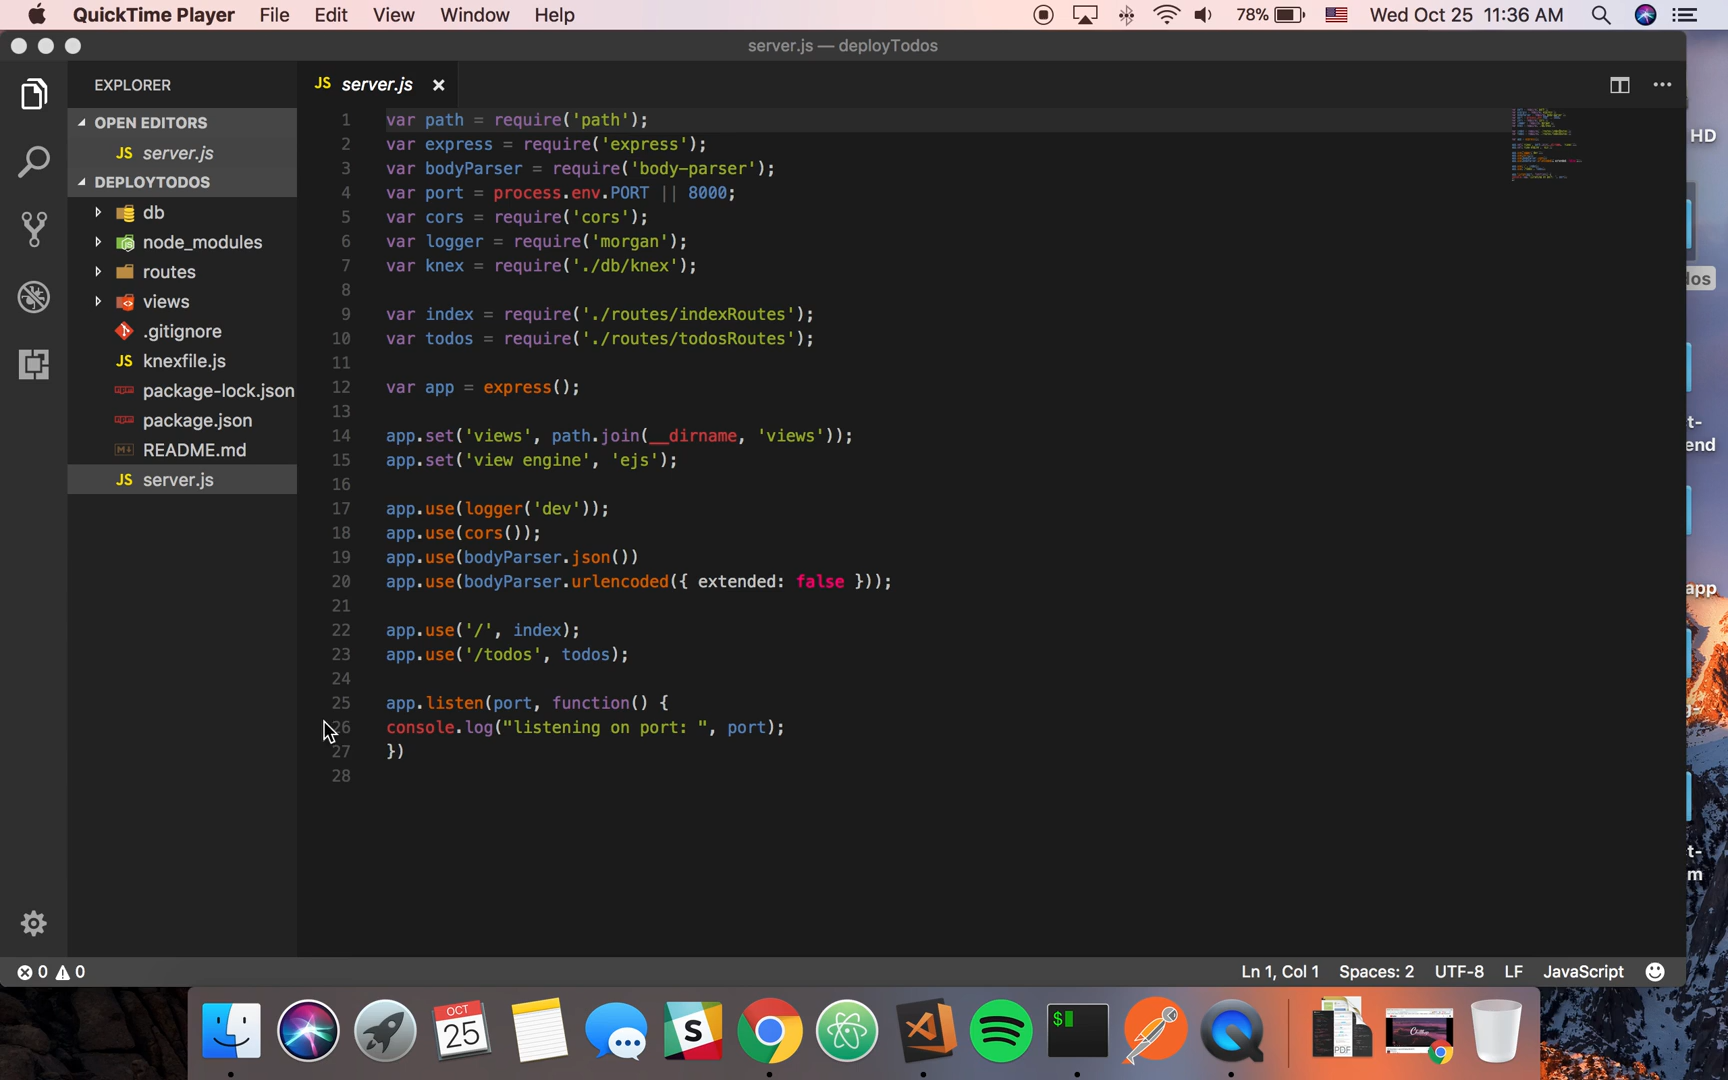 QuickTime Player File Edit View Window Help 78% Wed Oct 25 11:36 AM
server.js — deployTodos
EXPLORER
OPEN EDITORS
JS server.js
DEPLOYTODOS
db
node_modules
routes
views
.gitignore
JS knexfile.js
package-lock.json
package.json
README.md
JS server.js
JS server.js ×
1 var path = require('path');
2 var express = require('express');
3 var bodyParser = require('body-parser');
4 var port = process.env.PORT || 8000;
5 var cors = require('cors');
6 var logger = require('morgan');
7 var knex = require('./db/knex');
8
9 var index = require('./routes/indexRoutes');
10 var todos = require('./routes/todosRoutes');
11
12 var app = express();
13
14 app.set('views', path.join(__dirname, 'views'));
15 app.set('view engine', 'ejs');
16
17 app.use(logger('dev'));
18 app.use(cors());
19 app.use(bodyParser.json())
20 app.use(bodyParser.urlencoded({ extended: false }));
21
22 app.use('/', index);
23 app.use('/todos', todos);
24
25 app.listen(port, function() {
26 console.log("listening on port: ", port);
27 })
28
HD
os
t-
end
app
t-
m
0 0 Ln 1, Col 1 Spaces: 2 UTF-8 LF JavaScript
OCT
25
S
$
PDF